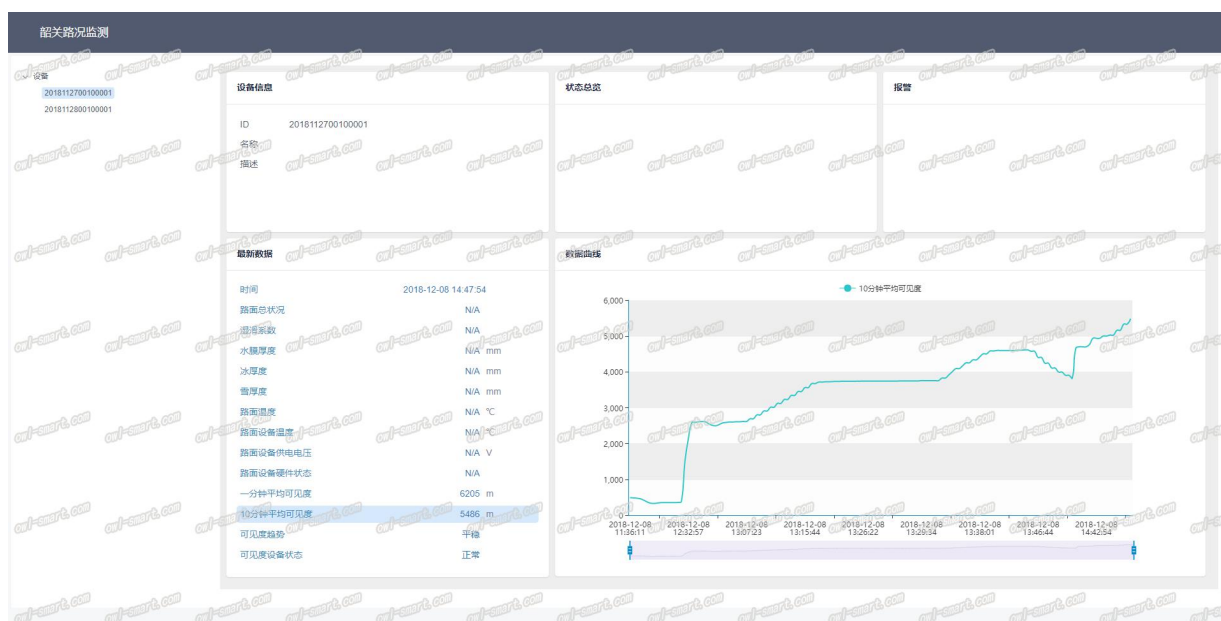 韶关路况监测
设备
2018112700100001
2018112800100001
设备信息
ID 2018112700100001
名称
描述
状态总览
报警
最新数据
时间 2018-12-08 14:47:54
路面总状况 N/A
湿滑系数 N/A
水膜厚度 N/A mm
冰厚度 N/A mm
雪厚度 N/A mm
路面温度 N/A ℃
路面设备温度 N/A ℃
路面设备供电电压 N/A V
路面设备硬件状态 N/A
一分钟平均可见度 6205 m
10分钟平均可见度 5486 m
可见度趋势 平稳
可见度设备状态 正常
数据曲线
10分钟平均可见度
6,000
5,000
4,000
3,000
2,000
1,000
0
2018-12-08 2018-12-08 2018-12-08 2018-12-08 2018-12-08 2018-12-08 2018-12-08 2018-12-08 2018-12-08
11:36:11 12:32:57 13:07:23 13:15:44 13:26:22 13:29:34 13:38:01 13:46:44 14:42:54
owl-smart.com